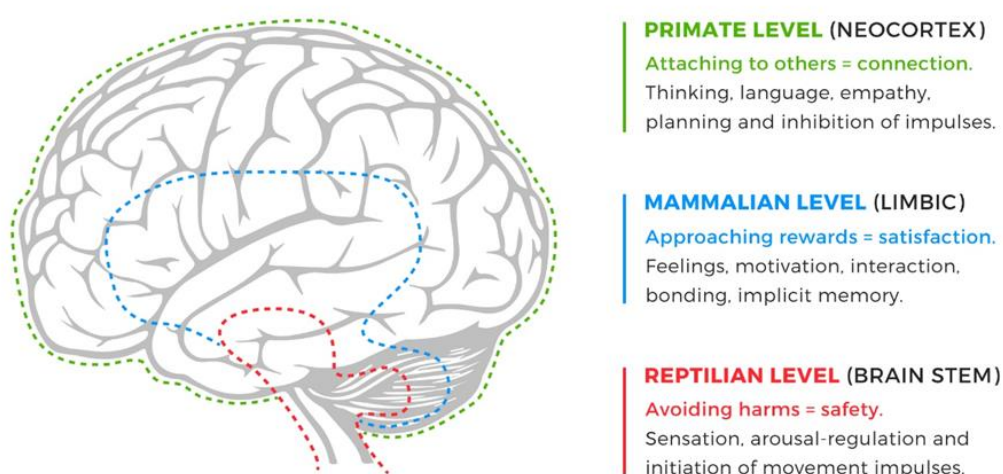 PRIMATE LEVEL (NEOCORTEX)
Attaching to others = connection.
Thinking, language, empathy,
planning and inhibition of impulses.
MAMMALIAN LEVEL (LIMBIC)
Approaching rewards = satisfaction.
Feelings, motivation, interaction,
bonding, implicit memory.
REPTILIAN LEVEL (BRAIN STEM)
Avoiding harms = safety.
Sensation, arousal-regulation and
initiation of movement impulses.